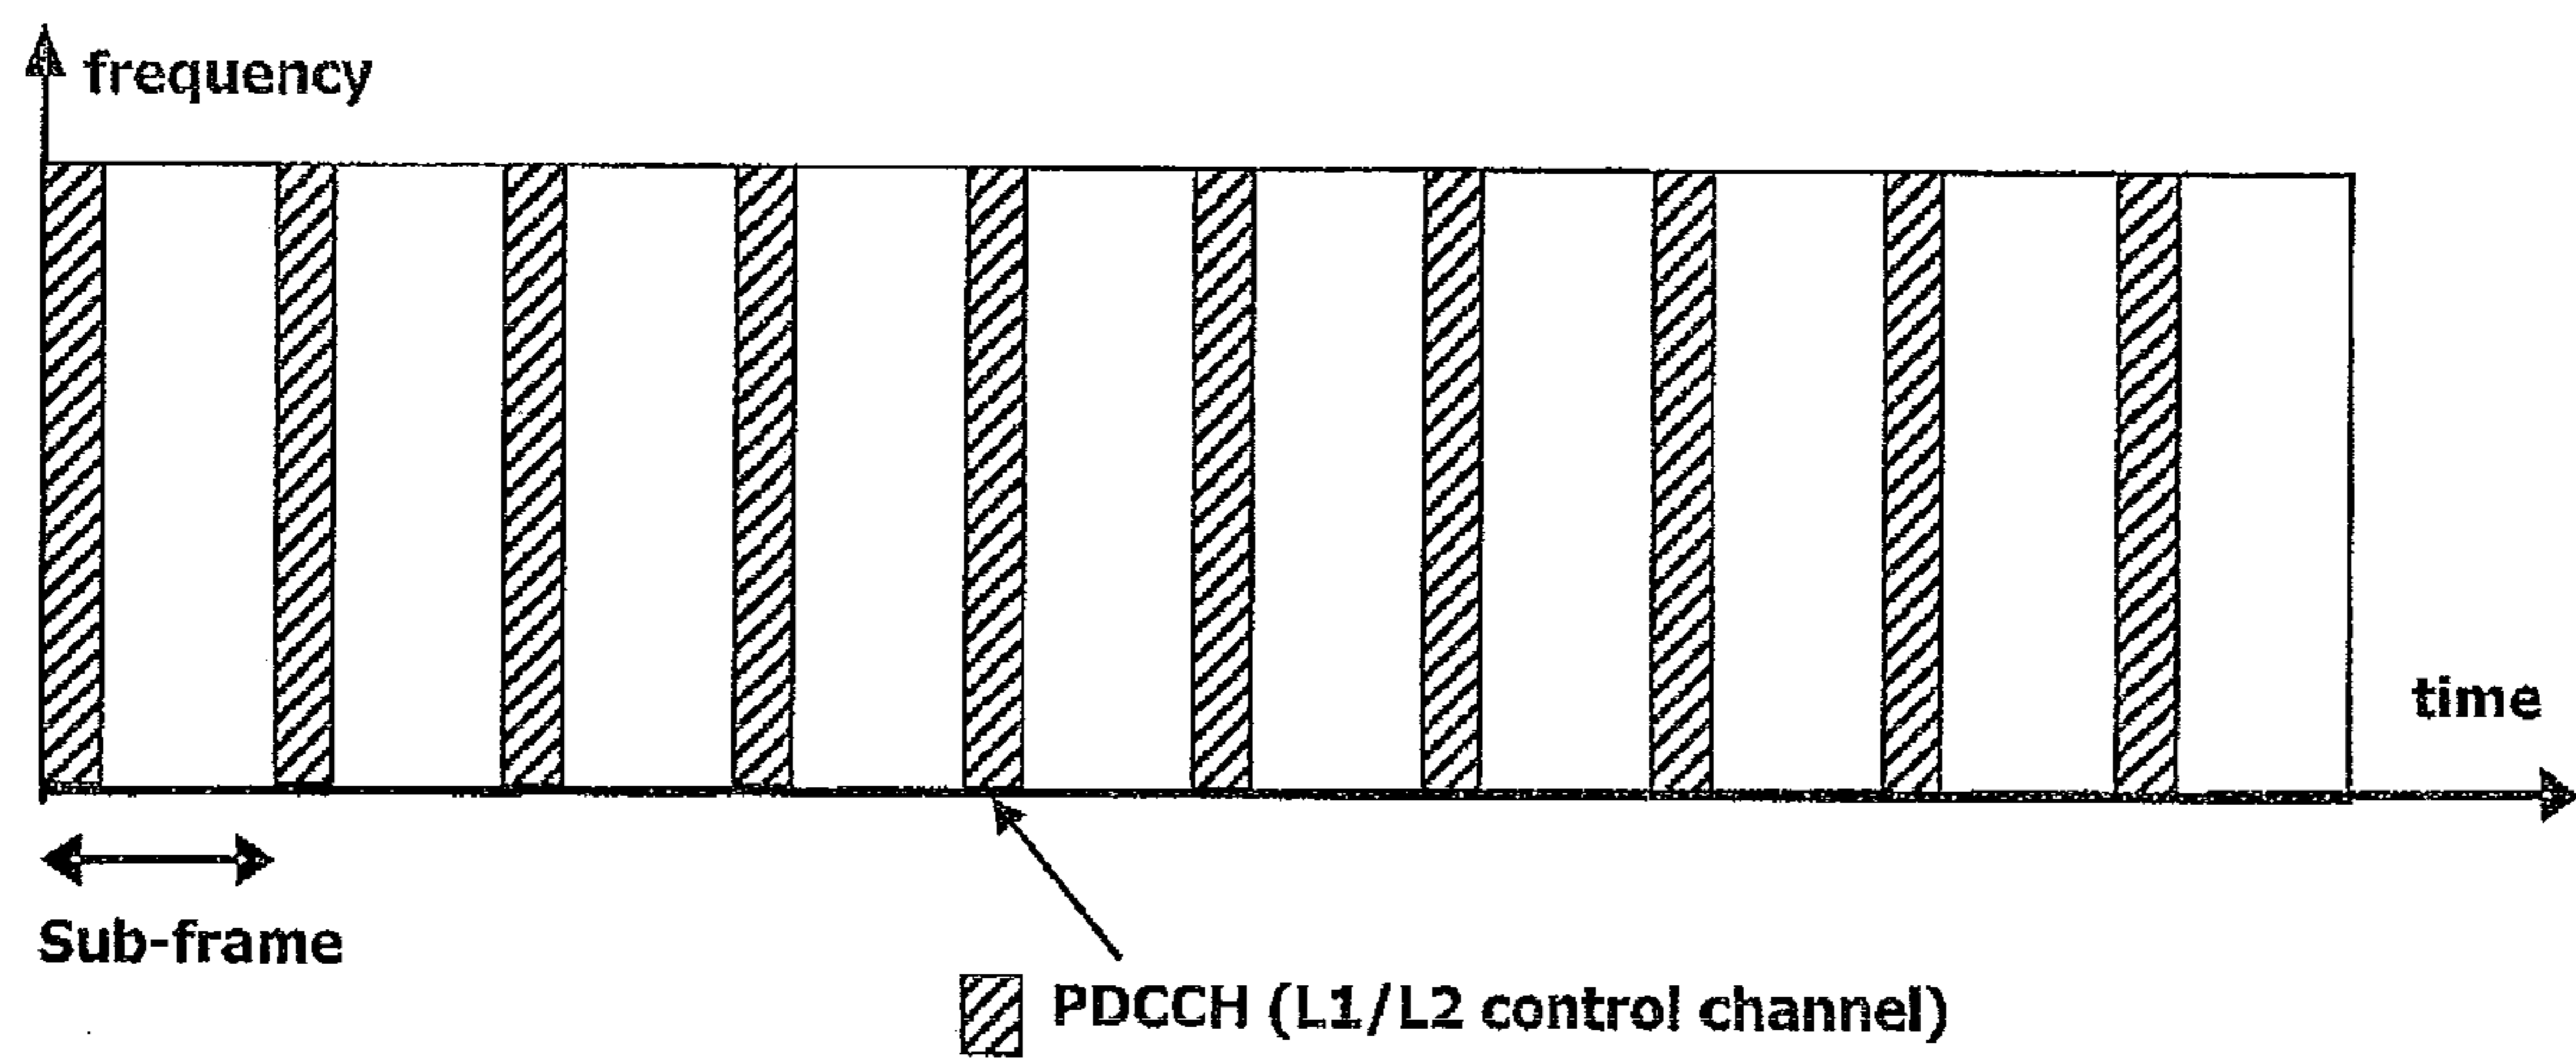 frequency
time
Sub-frame
PDCCH (L1/L2 control channel)